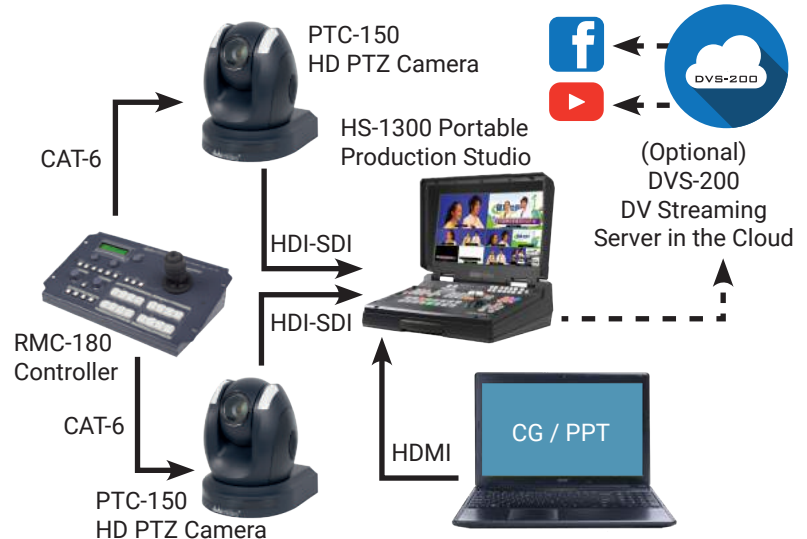 PTC-150
HD PTZ Camera
DVS-200
CAT-6
HS-1300 Portable
Production Studio
(Optional)
DVS-200
DV Streaming
Server in the Cloud
HDI-SDI
HDI-SDI
RMC-180
Controller
CAT-6
HDMI
CG / PPT
PTC-150
HD PTZ Camera